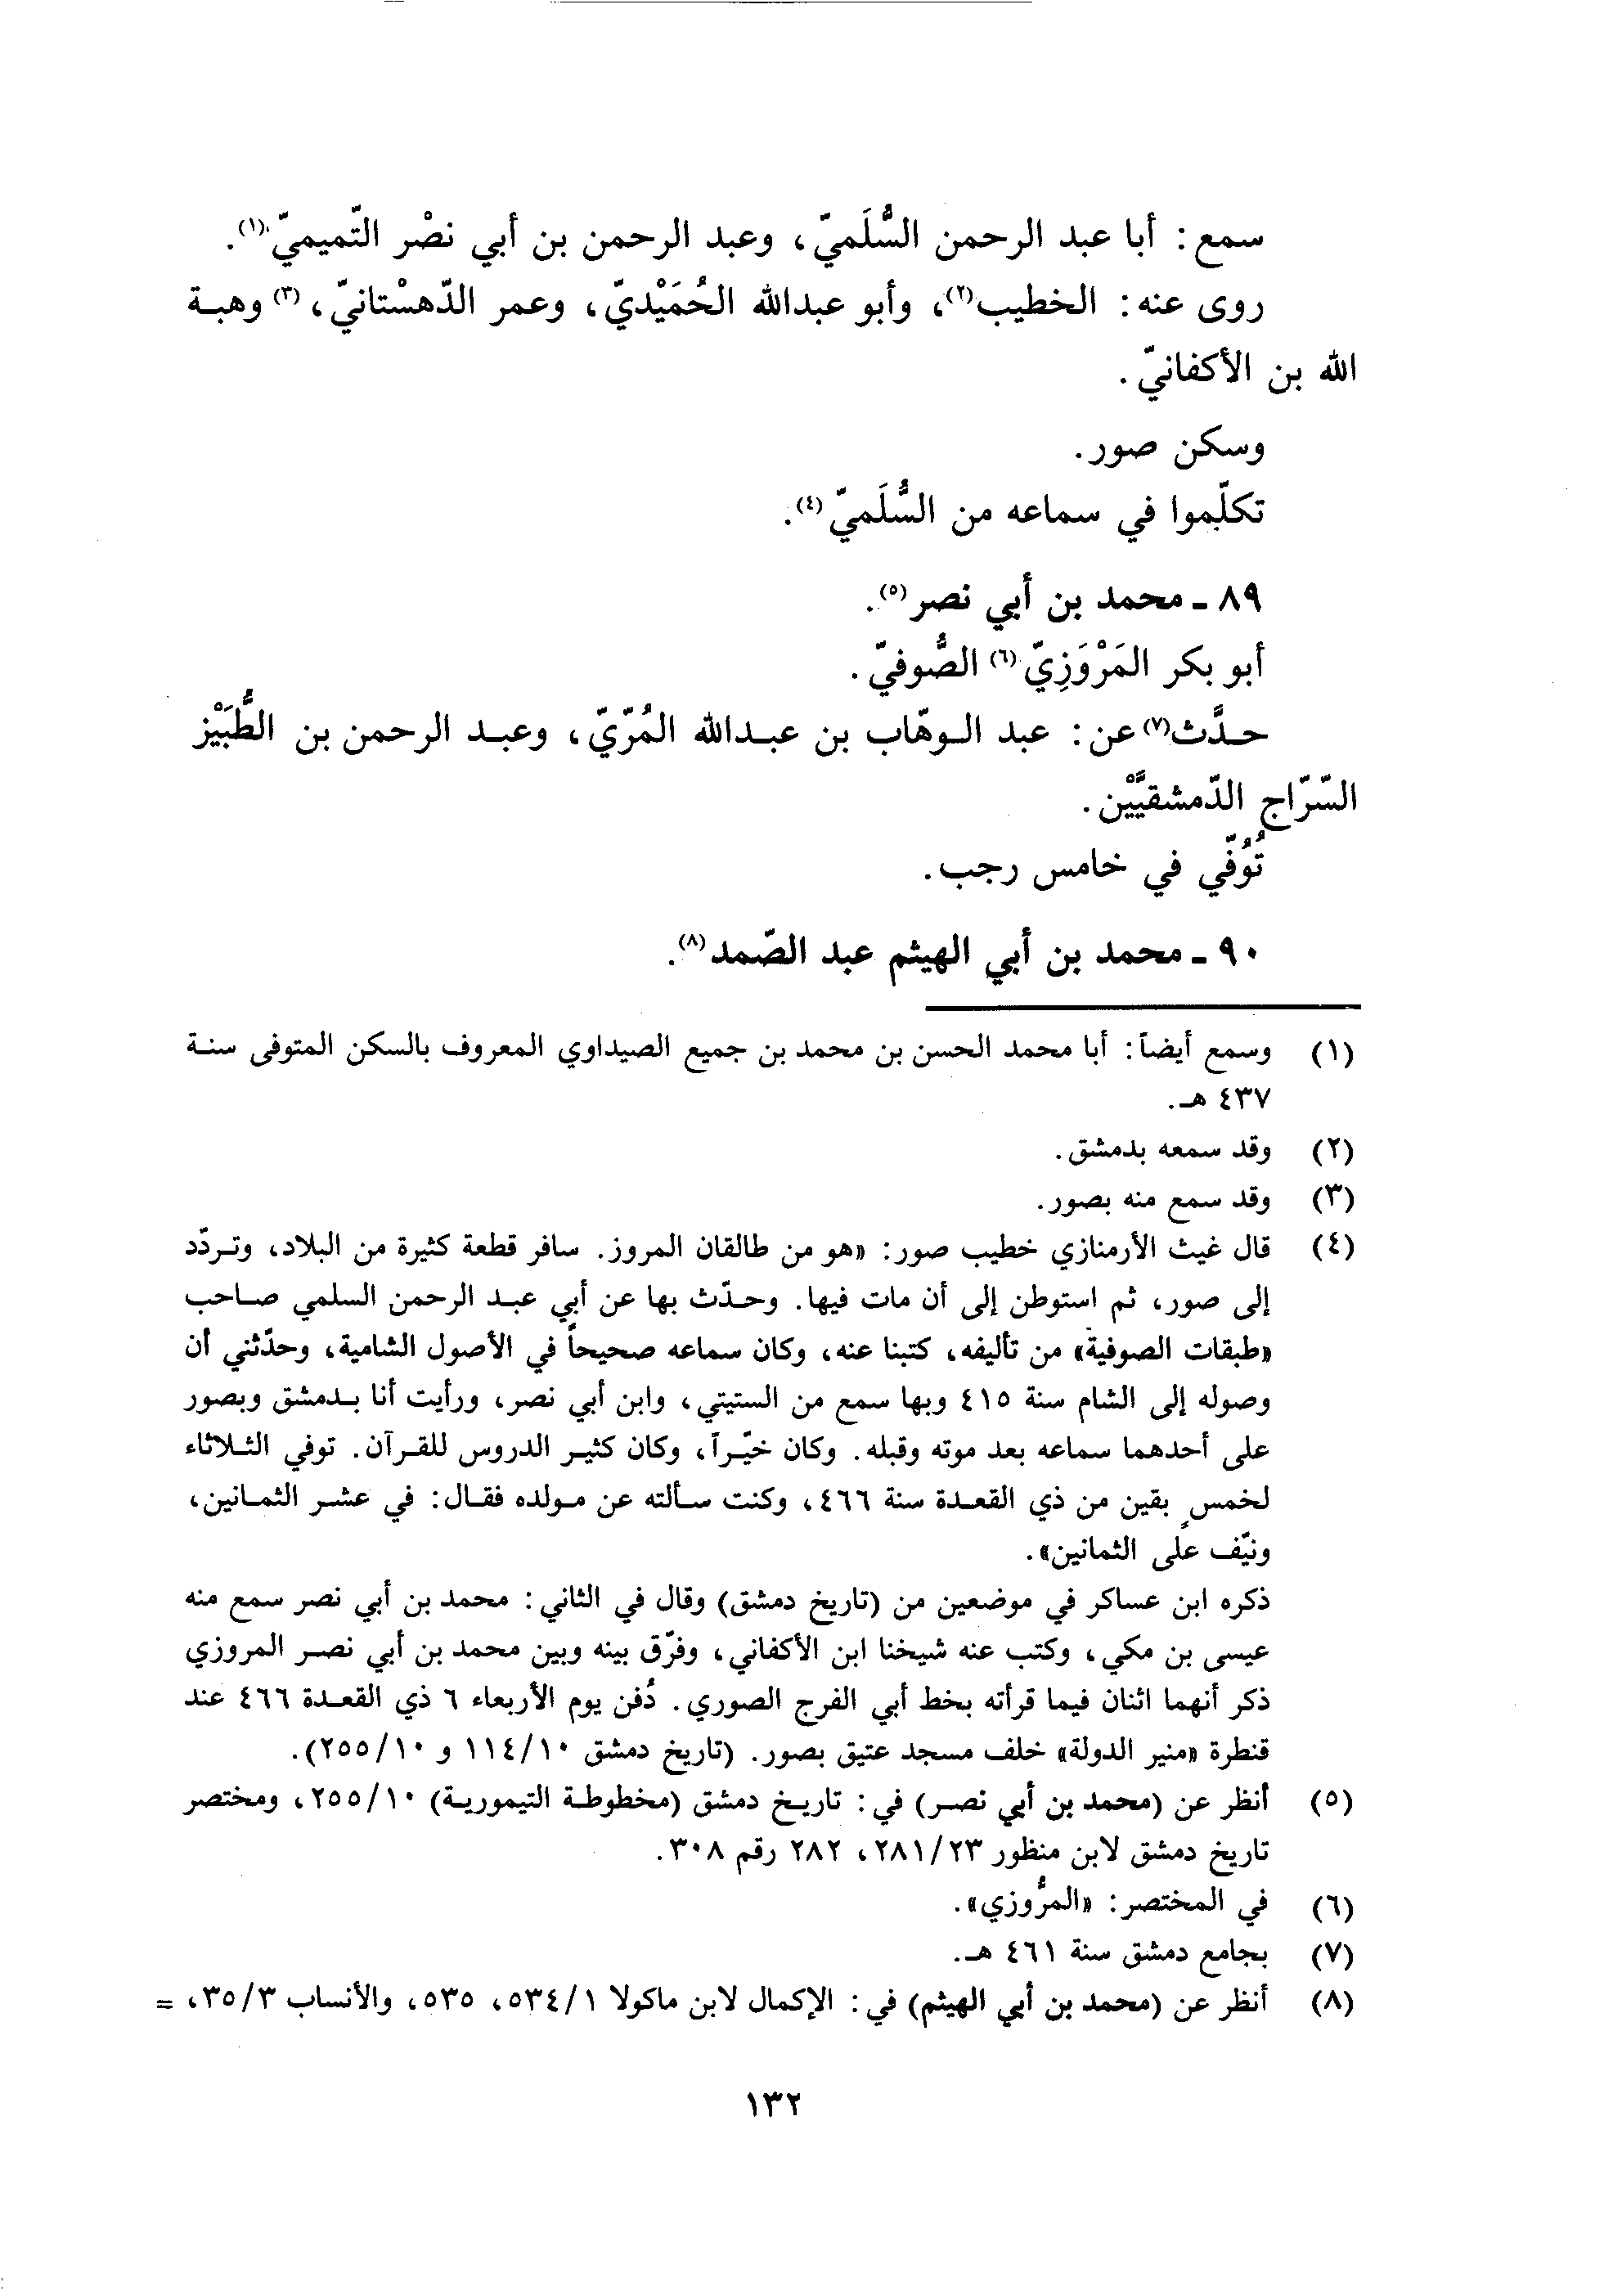 سمع: أبا عبد الرحمن السُّلَميّ، وعبد الرحمن بن أبي نصْر التّميميّ(١).
روى عنه: الخطيب(٢)، وأبو عبدالله الحُمَيْديّ، وعمر الدّهسْتانيّ،(٣) وهبة
الله بن الأكفانيّ.
وسكن صور.
تكلّموا في سماعه من السُّلَميّ(٤).
٨٩ - محمد بن أبي نصر(٥).
أبو بكر المَرْوَزِيّ(٦) الصُّوفيّ.
حدَّث(٧) عن: عبد الوهّاب بن عبدالله المُرّيّ، وعبد الرحمن بن الطُّبَيْز
السّرّاج الدّمشقيَّيْن.
تُوُفّي في خامس رجب.
٩٠ - محمد بن أبي الهيثم عبد الصّمد(٨).
(١) وسمع أيضاً: أبا محمد الحسن بن محمد بن جميع الصيداوي المعروف بالسكن المتوفى سنة
٤٣٧ هـ.
(٢) وقد سمعه بدمشق.
(٣) وقد سمع منه بصور.
(٤) قال غيث الأرمنازي خطيب صور: «هو من طالقان المروز. سافر قطعة كثيرة من البلاد، وتردّد
إلى صور، ثم استوطن إلى أن مات فيها. وحدّث بها عن أبي عبد الرحمن السلمي صاحب
«طبقات الصوفية» من تأليفه، كتبنا عنه، وكان سماعه صحيحاً في الأصول الشامية، وحدّثني أن
وصوله إلى الشام سنة ٤١٥ وبها سمع من الستيتي، وابن أبي نصر، ورأيت أنا بدمشق وبصور
على أحدهما سماعه بعد موته وقبله. وكان خيّراً، وكان كثير الدروس للقرآن. توفي الثلاثاء
لخمسٍ بقين من ذي القعدة سنة ٤٦٦، وكنت سألته عن مولده فقال: في عشر الثمانين،
ونيّف على الثمانين».
ذكره ابن عساكر في موضعين من (تاريخ دمشق) وقال في الثاني: محمد بن أبي نصر سمع منه
عيسى بن مكي، وكتب عنه شيخنا ابن الأكفاني، وفرّق بينه وبين محمد بن أبي نصر المروزي
ذكر أنهما اثنان فيما قرأته بخط أبي الفرج الصوري. دُفن يوم الأربعاء ٦ ذي القعدة ٤٦٦ عند
قنطرة «منير الدولة» خلف مسجد عتيق بصور. (تاريخ دمشق ١١٤/١٠ و ٢٥٥/١٠).
(٥) أنظر عن (محمد بن أبي نصر) في: تاريخ دمشق (مخطوطة التيمورية) ٢٥٥/١٠، ومختصر
تاريخ دمشق لابن منظور ٢٨١/٢٣، ٢٨٢ رقم ٣٠٨.
(٦) في المختصر: «المرُّوزي».
(٧) بجامع دمشق سنة ٤٦١ هـ.
(٨) أنظر عن (محمد بن أبي الهيثم) في: الإكمال لابن ماكولا ٥٣٤/١، ٥٣٥، والأنساب ٣٥/٣، =
١٣٢